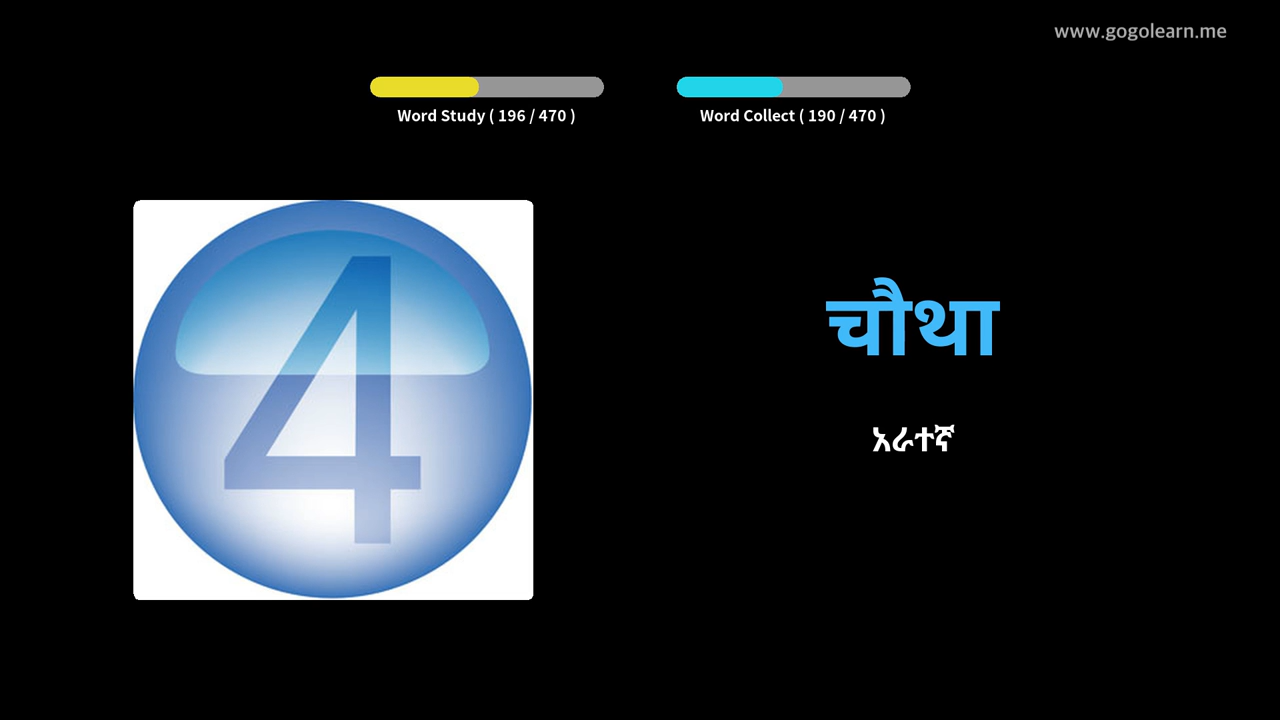 www.gogolearn.me
Word Study ( 196 / 470 )
Word Collect ( 190 / 470 )
4
चौथा
አራተኛ